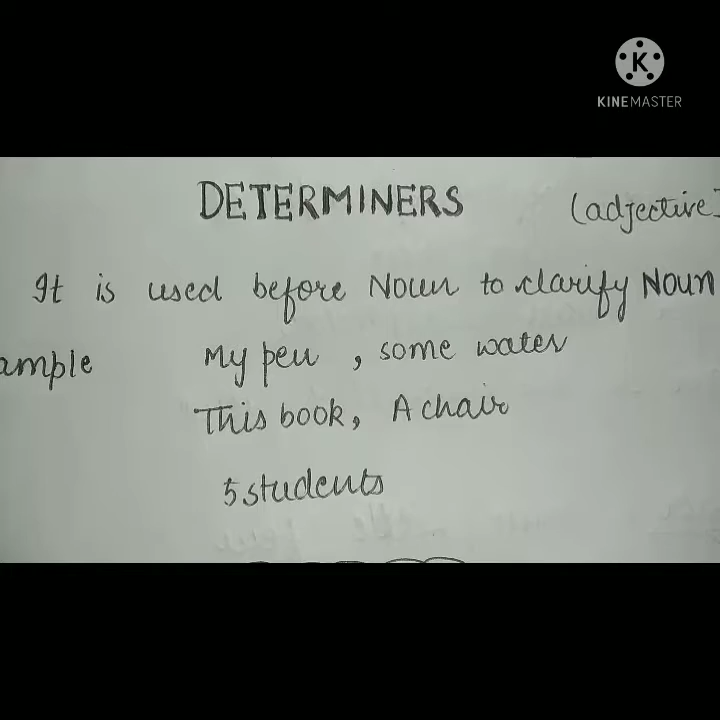 K
KINEMASTER
DETERMINERS (adjective
It is used before Noun to clarify Noun
ample My pen , some water
This book, A chair
5 students